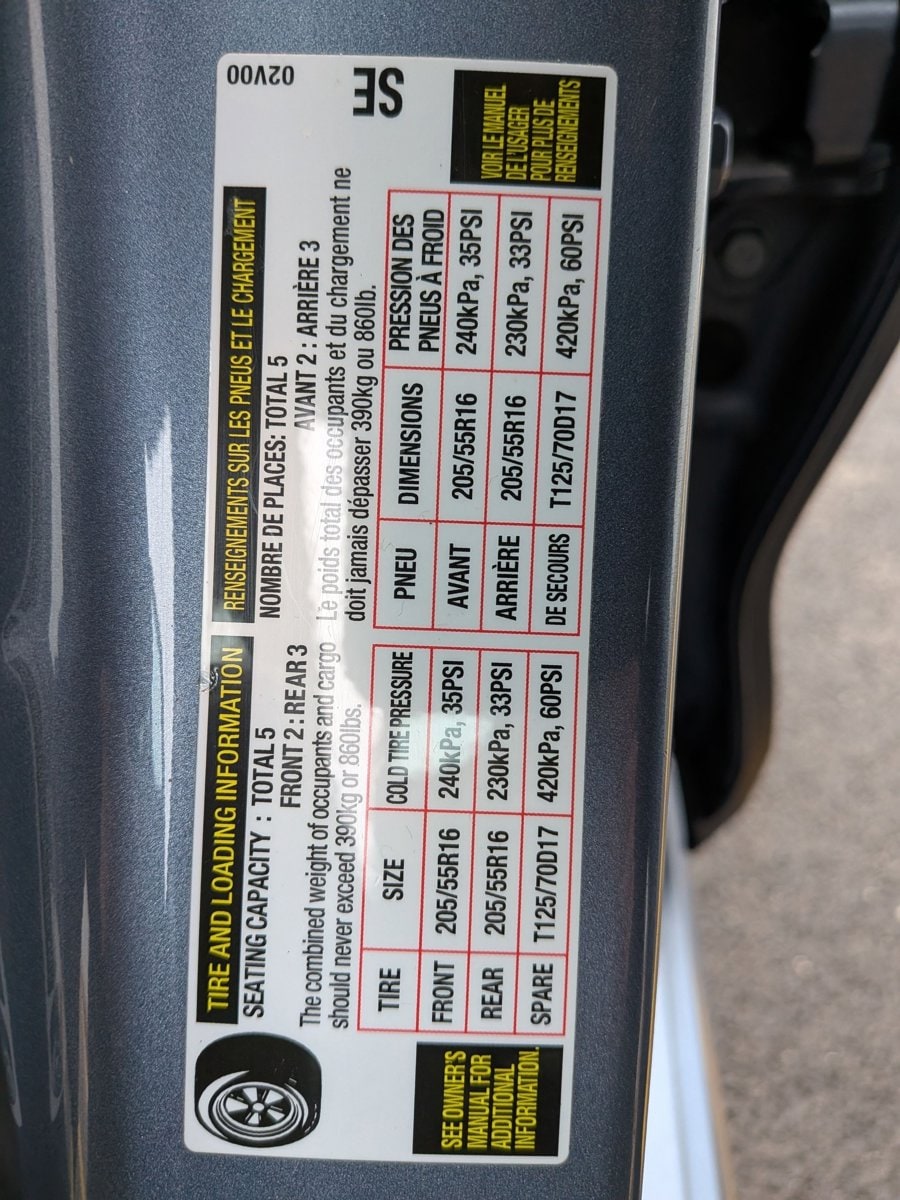 TIRE AND LOADING INFORMATION
SEATING CAPACITY : TOTAL 5
FRONT 2 : REAR 3
The combined weight of occupants and cargo
should never exceed 390kg or 860lbs.
TIRE SIZE COLD TIRE PRESSURE
FRONT 205/55R16 240kPa, 35PSI
REAR 205/55R16 230kPa, 33PSI
SPARE T125/70D17 420kPa, 60PSI
SEE OWNER'S
MANUAL FOR
ADDITIONAL
INFORMATION.
RENSEIGNEMENTS SUR LES PNEUS ET LE CHARGEMENT
NOMBRE DE PLACES: TOTAL 5
AVANT 2 : ARRIÈRE 3
Le poids total des occupants et du chargement ne
doit jamais dépasser 390kg ou 860lb.
PNEU DIMENSIONS PRESSION DES
PNEUS À FROID
AVANT 205/55R16 240kPa, 35PSI
ARRIÈRE 205/55R16 230kPa, 33PSI
DE SECOURS T125/70D17 420kPa, 60PSI
02V00
SE
VOIR LE MANUEL
DE L'USAGER
POUR PLUS DE
RENSEIGNEMENTS